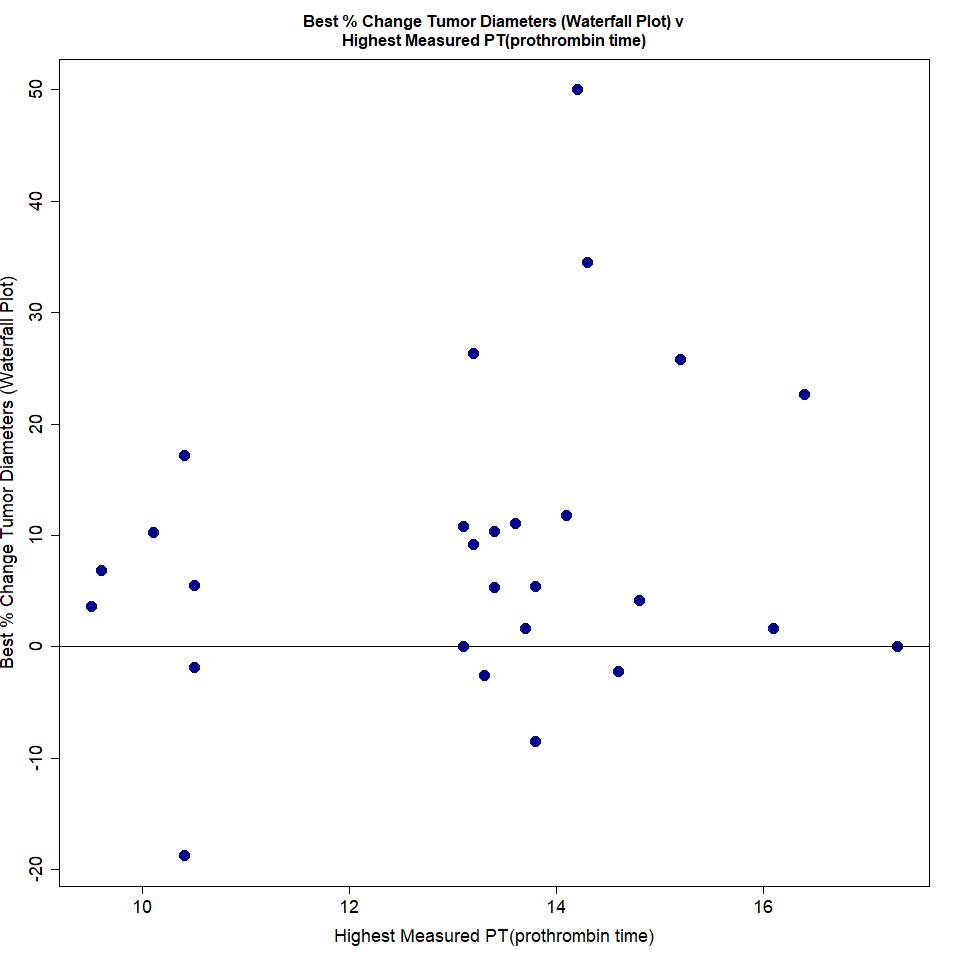 Best % Change Tumor Diameters (Waterfall Plot) v
Highest Measured PT(prothrombin time)
Best % Change Tumor Diameters (Waterfall Plot)
50
40
30
20
10
0
-10
-20
10 12 14 16
Highest Measured PT(prothrombin time)